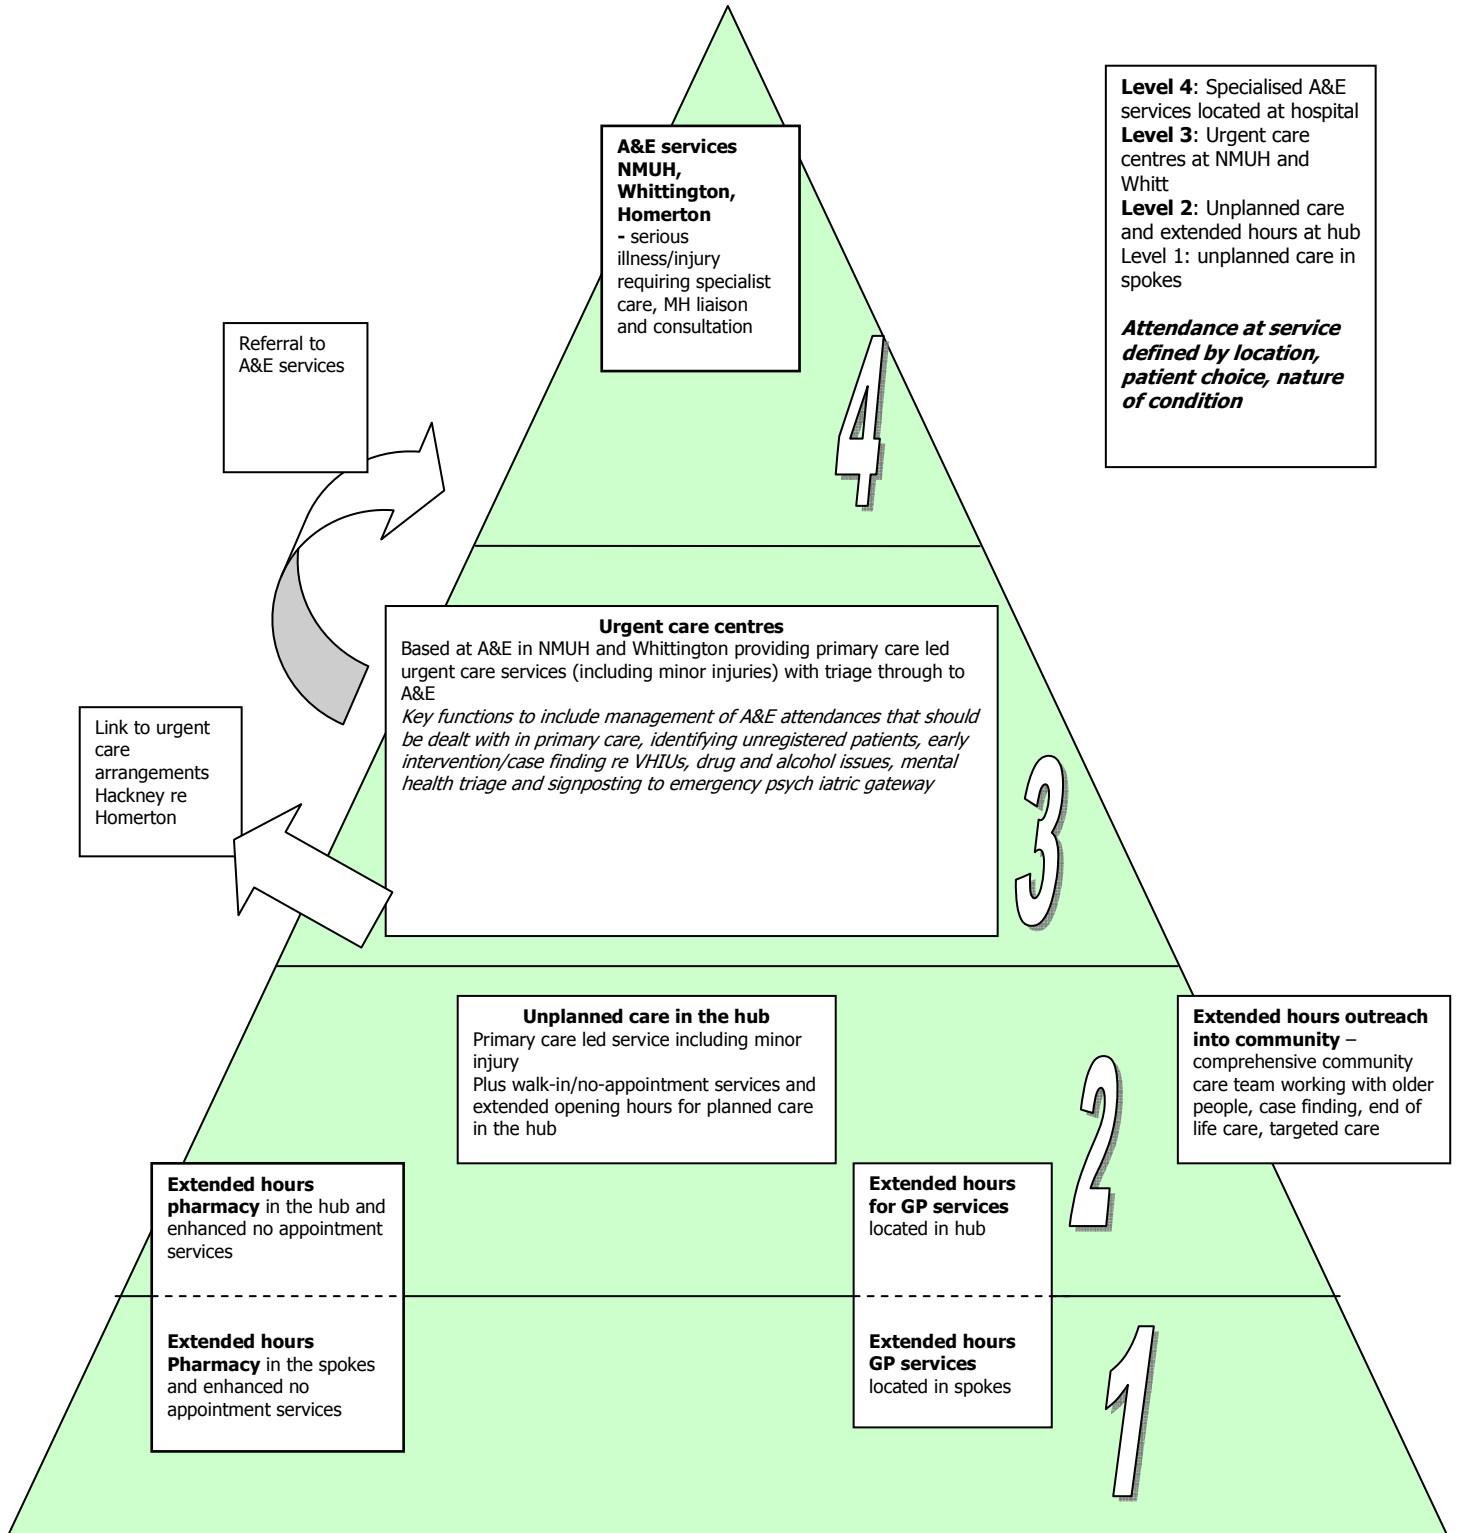 A&E services
NMUH,
Whittington,
Homerton
- serious
illness/injury
requiring specialist
care, MH liaison
and consultation
Level 4: Specialised A&E
services located at hospital
Level 3: Urgent care
centres at NMUH and
Whitt
Level 2: Unplanned care
and extended hours at hub
Level 1: unplanned care in
spokes
Attendance at service
defined by location,
patient choice, nature
of condition
Referral to
A&E services
4
Urgent care centres
Based at A&E in NMUH and Whittington providing primary care led
urgent care services (including minor injuries) with triage through to
A&E
Key functions to include management of A&E attendances that should
be dealt with in primary care, identifying unregistered patients, early
intervention/case finding re VHIUs, drug and alcohol issues, mental
health triage and signposting to emergency psych iatric gateway
Link to urgent
care
arrangements
Hackney re
Homerton
3
Unplanned care in the hub
Primary care led service including minor
injury
Plus walk-in/no-appointment services and
extended opening hours for planned care
in the hub
Extended hours outreach
into community –
comprehensive community
care team working with older
people, case finding, end of
life care, targeted care
2
Extended hours
pharmacy in the hub and
enhanced no appointment
services
Extended hours
for GP services
located in hub
Extended hours
Pharmacy in the spokes
and enhanced no
appointment services
Extended hours
GP services
located in spokes
1